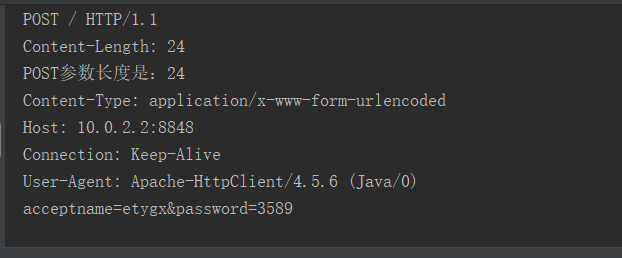 POST / HTTP/1.1
Content-Length: 24
POST参数长度是：24
Content-Type: application/x-www-form-urlencoded
Host: 10.0.2.2:8848
Connection: Keep-Alive
User-Agent: Apache-HttpClient/4.5.6 (Java/0)
acceptname=etygx&password=3589